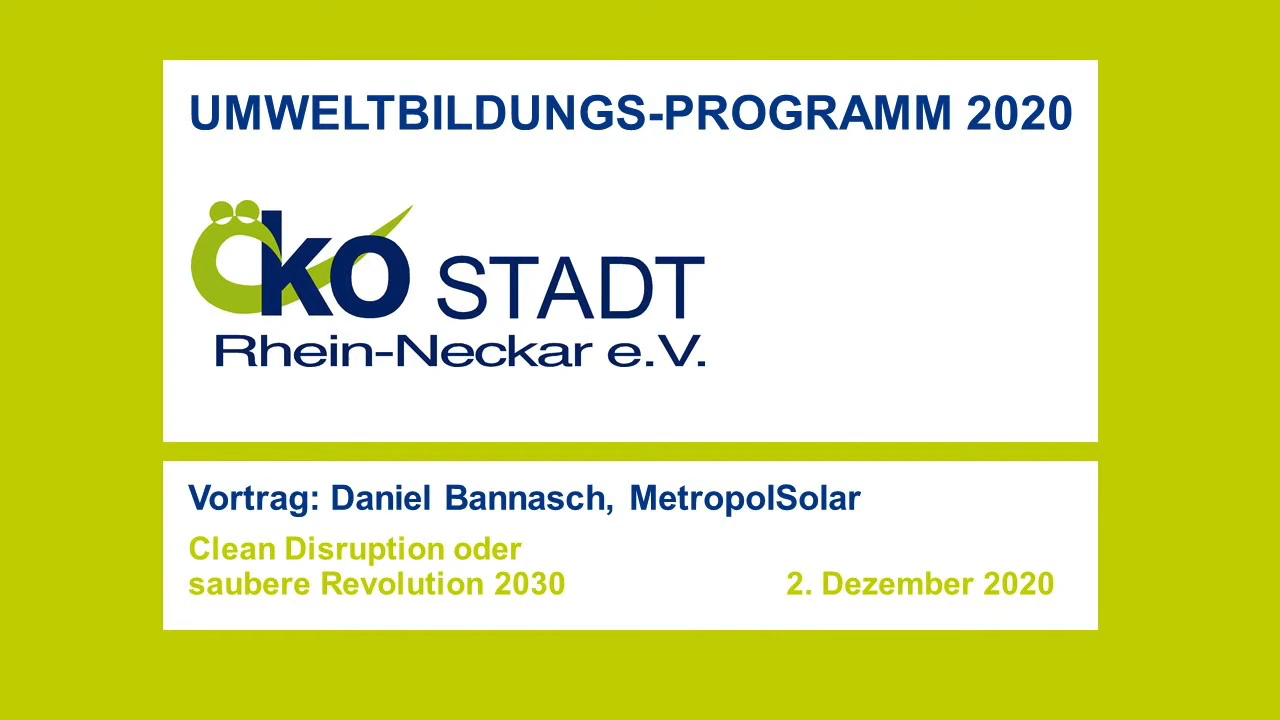 UMWELTBILDUNGS-PROGRAMM 2020
Öko STADT
Rhein-Neckar e.V.
Vortrag: Daniel Bannasch, MetropolSolar
Clean Disruption oder
saubere Revolution 2030
2. Dezember 2020